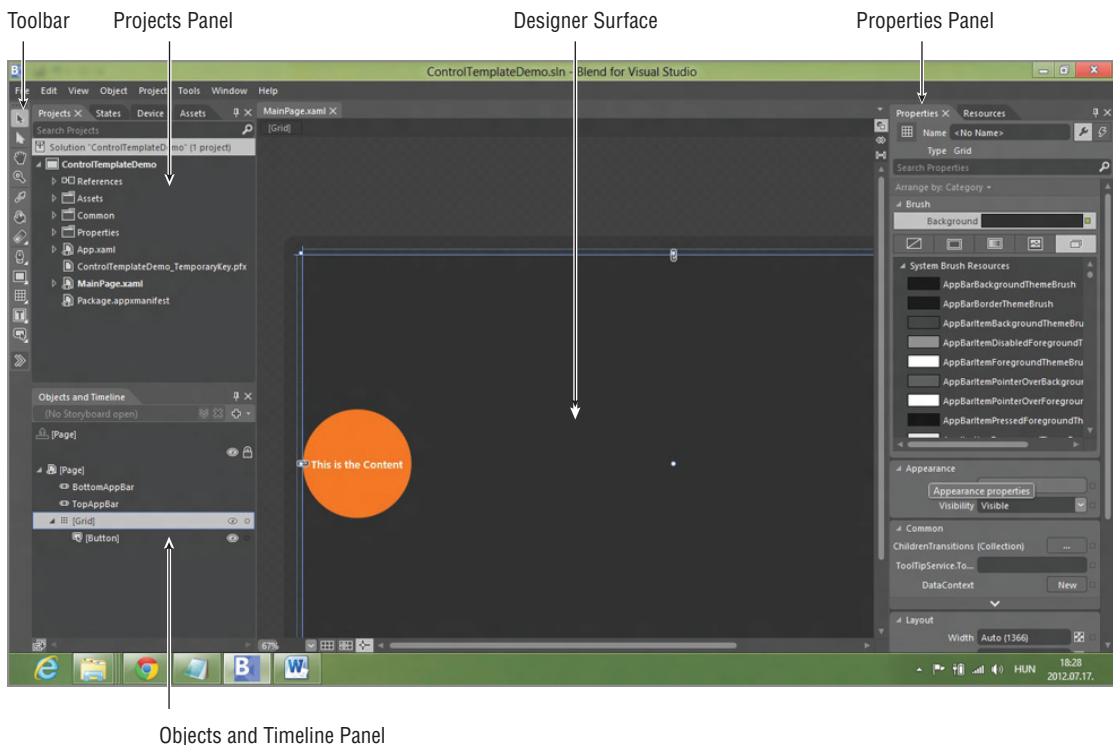 Toolbar
Projects Panel
Designer Surface
Properties Panel
ControlTemplateDemo.sln - Blend for Visual Studio
File Edit View Object Project Tools Window Help
Projects States Device Assets
Search Projects
Solution "ControlTemplateDemo" (1 project)
ControlTemplateDemo
References
Assets
Common
Properties
App.xaml
ControlTemplateDemo_TemporaryKey.pfx
MainPage.xaml
Package.appxmanifest
Objects and Timeline
(No Storyboard open)
[Page]
[Page]
BottomAppBar
TopAppBar
[Grid]
[Button]
MainPage.xaml
[Grid]
This is the Content
67%
Properties Resources
Name <No Name>
Type Grid
Search Properties
Arrange by: Category
Brush
Background
System Brush Resources
AppBarBackgroundThemeBrush
AppBarBorderThemeBrush
AppBarItemBackgroundThemeBru
AppBarItemDisabledForegroundT
AppBarItemForegroundThemeBru
AppBarItemPointerOverBackgrour
AppBarItemPointerOverForegrour
AppBarItemPressedForegroundTh
Appearance
Appearance properties
Visibility Visible
Common
ChildrenTransitions (Collection) ...
ToolTipService.To...
DataContext New
Layout
Width Auto (1366)
HUN
18:28
2012.07.17.
Objects and Timeline Panel